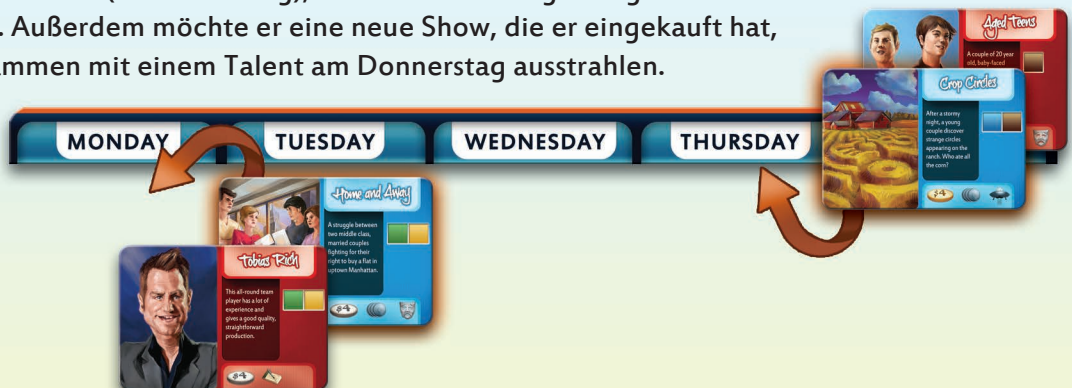 . Außerdem möchte er eine neue Show, die er eingekauft hat,
mmen mit einem Talent am Donnerstag ausstrahlen.
MONDAY
TUESDAY
WEDNESDAY
THURSDAY
Aged Teens
A couple of 20 year
old, baby-faced
Crop Circles
After a stormy
night, a young
couple discover
strange circles
appearing on the
ranch. Who ate all
the corn?
$4
Home and Away
A struggle between
two middle class,
married couples
fighting for their
right to buy a flat in
uptown Manhattan.
$4
Tobias Rich
This all-round team
player has a lot of
experience and
gives a good quality,
straightforward
production.
$4